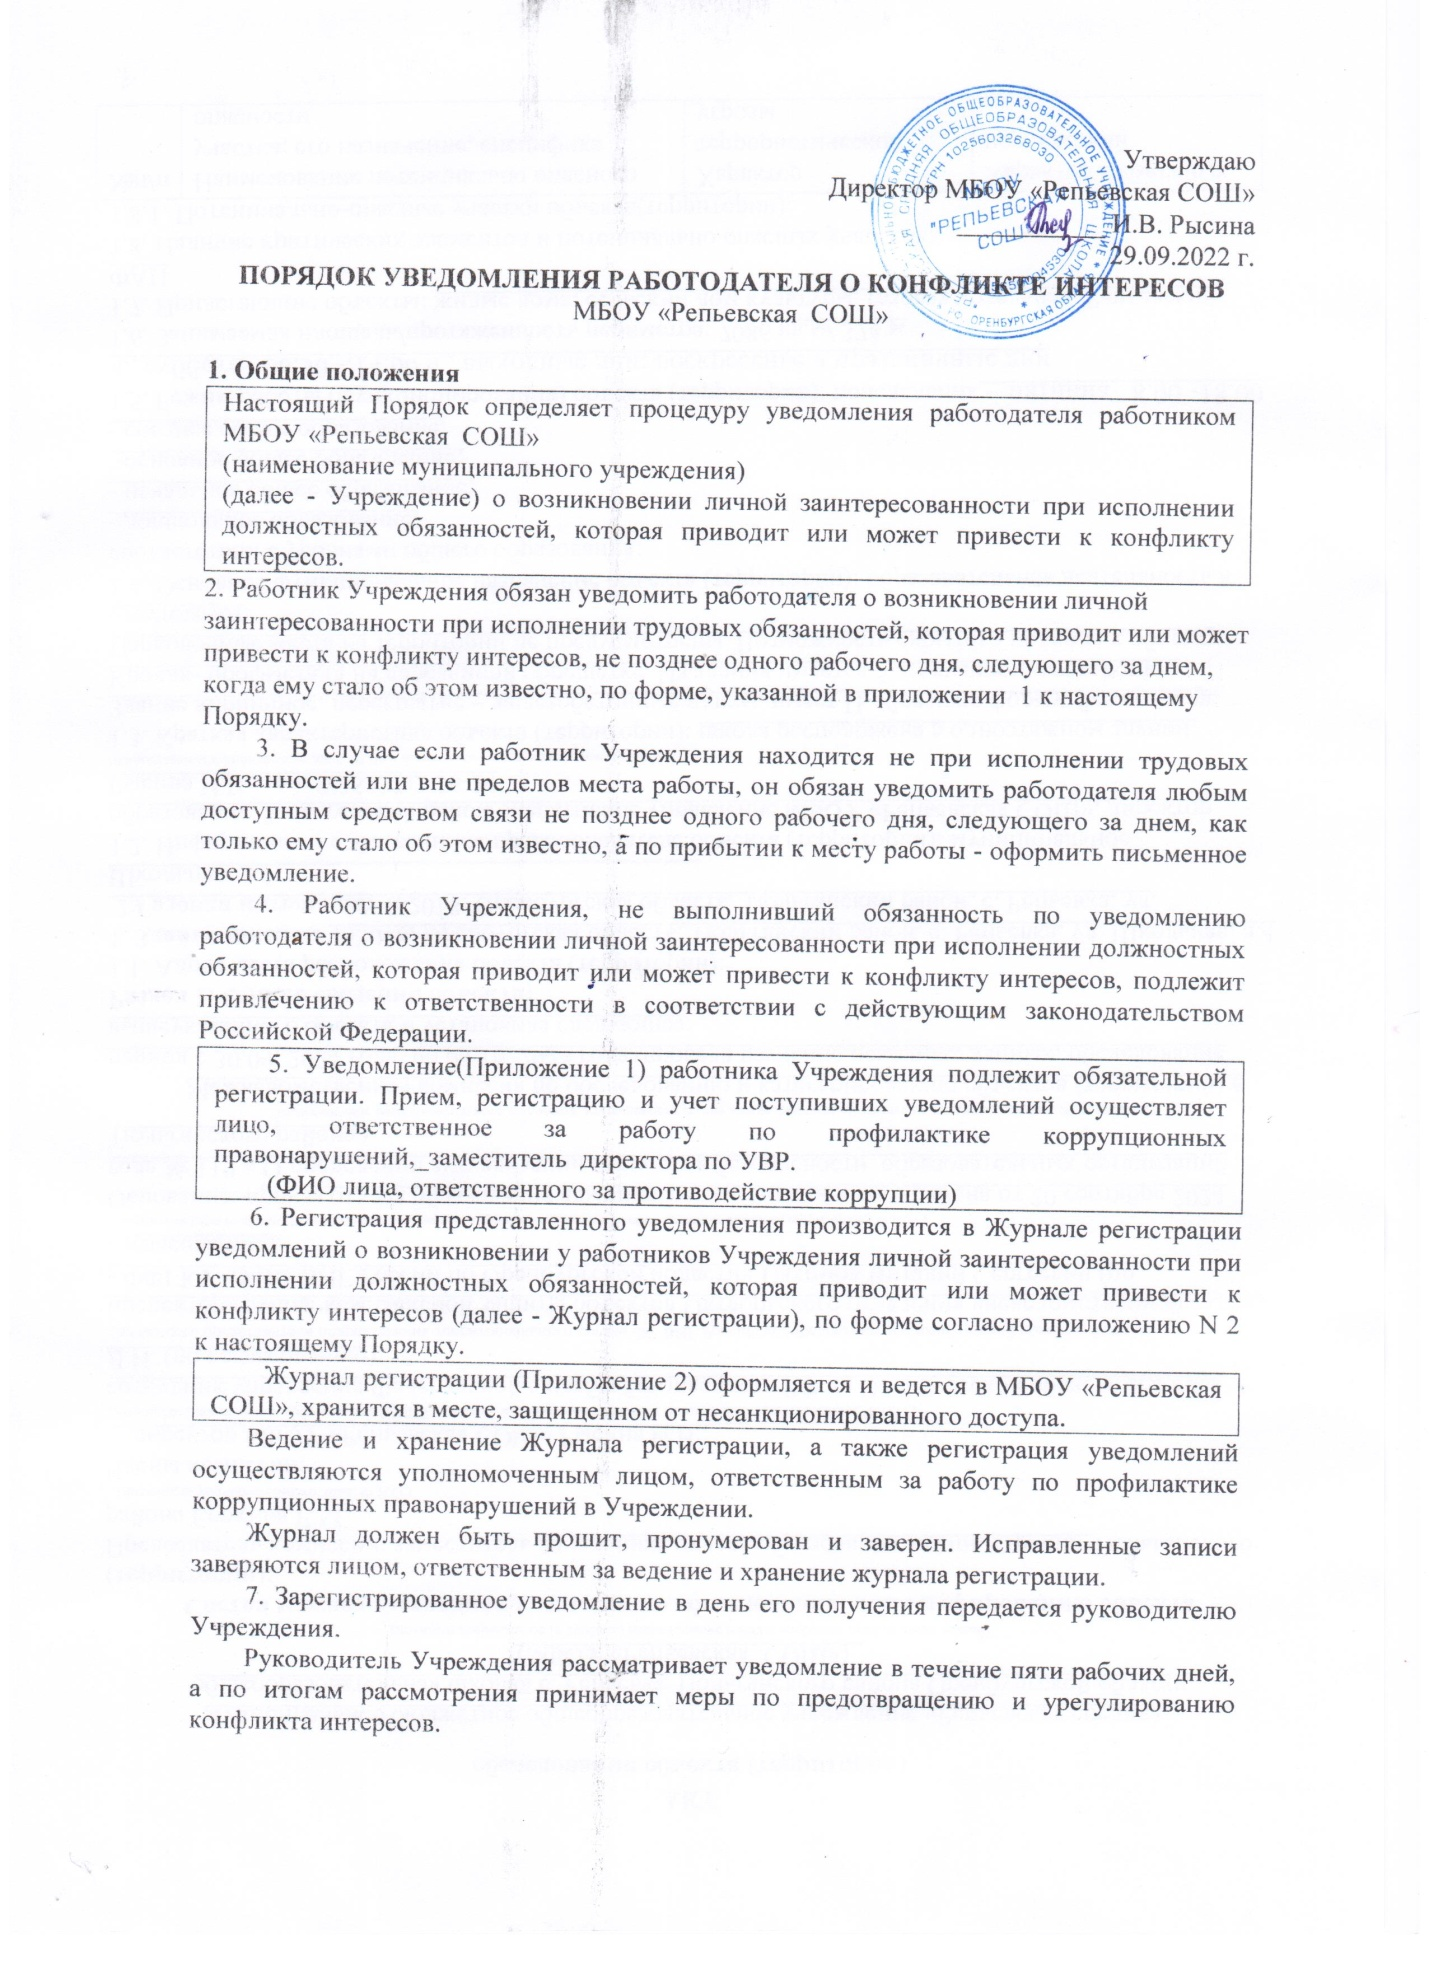 Утверждаю
Директор МБОУ «Репьевская СОШ»
И.В. Рысина
29.09.2022 г.
ПОРЯДОК УВЕДОМЛЕНИЯ РАБОТОДАТЕЛЯ О КОНФЛИКТЕ ИНТЕРЕСОВ
МБОУ «Репьевская СОШ»
ОГРН 1025603268030
МБОУ
"РЕПЬЕВСКАЯ
СОШ"
1. Общие положения
Настоящий Порядок определяет процедуру уведомления работодателя работником
МБОУ «Репьевская СОШ»
(наименование муниципального учреждения)
(далее - Учреждение) о возникновении личной заинтересованности при исполнении
должностных обязанностей, которая приводит или может привести к конфликту
интересов.
2. Работник Учреждения обязан уведомить работодателя о возникновении личной
заинтересованности при исполнении трудовых обязанностей, которая приводит или может
привести к конфликту интересов, не позднее одного рабочего дня, следующего за днем,
когда ему стало об этом известно, по форме, указанной в приложении 1 к настоящему
Порядку.
3. В случае если работник Учреждения находится не при исполнении трудовых
обязанностей или вне пределов места работы, он обязан уведомить работодателя любым
доступным средством связи не позднее одного рабочего дня, следующего за днем, как
только ему стало об этом известно, а по прибытии к месту работы - оформить письменное
уведомление.
4. Работник Учреждения, не выполнивший обязанность по уведомлению
работодателя о возникновении личной заинтересованности при исполнении должностных
обязанностей, которая приводит или может привести к конфликту интересов, подлежит
привлечению к ответственности в соответствии с действующим законодательством
Российской Федерации.
5. Уведомление(Приложение 1) работника Учреждения подлежит обязательной
регистрации. Прием, регистрацию и учет поступивших уведомлений осуществляет
лицо, ответственное за работу по профилактике коррупционных
правонарушений,_заместитель директора по УВР.
(ФИО лица, ответственного за противодействие коррупции)
6. Регистрация представленного уведомления производится в Журнале регистрации
уведомлений о возникновении у работников Учреждения личной заинтересованности при
исполнении должностных обязанностей, которая приводит или может привести к
конфликту интересов (далее - Журнал регистрации), по форме согласно приложению N 2
к настоящему Порядку.
Журнал регистрации (Приложение 2) оформляется и ведется в МБОУ «Репьевская
СОШ», хранится в месте, защищенном от несанкционированного доступа.
Ведение и хранение Журнала регистрации, а также регистрация уведомлений
осуществляются уполномоченным лицом, ответственным за работу по профилактике
коррупционных правонарушений в Учреждении.
Журнал должен быть прошит, пронумерован и заверен. Исправленные записи
заверяются лицом, ответственным за ведение и хранение журнала регистрации.
7. Зарегистрированное уведомление в день его получения передается руководителю
Учреждения.
Руководитель Учреждения рассматривает уведомление в течение пяти рабочих дней,
а по итогам рассмотрения принимает меры по предотвращению и урегулированию
конфликта интересов.